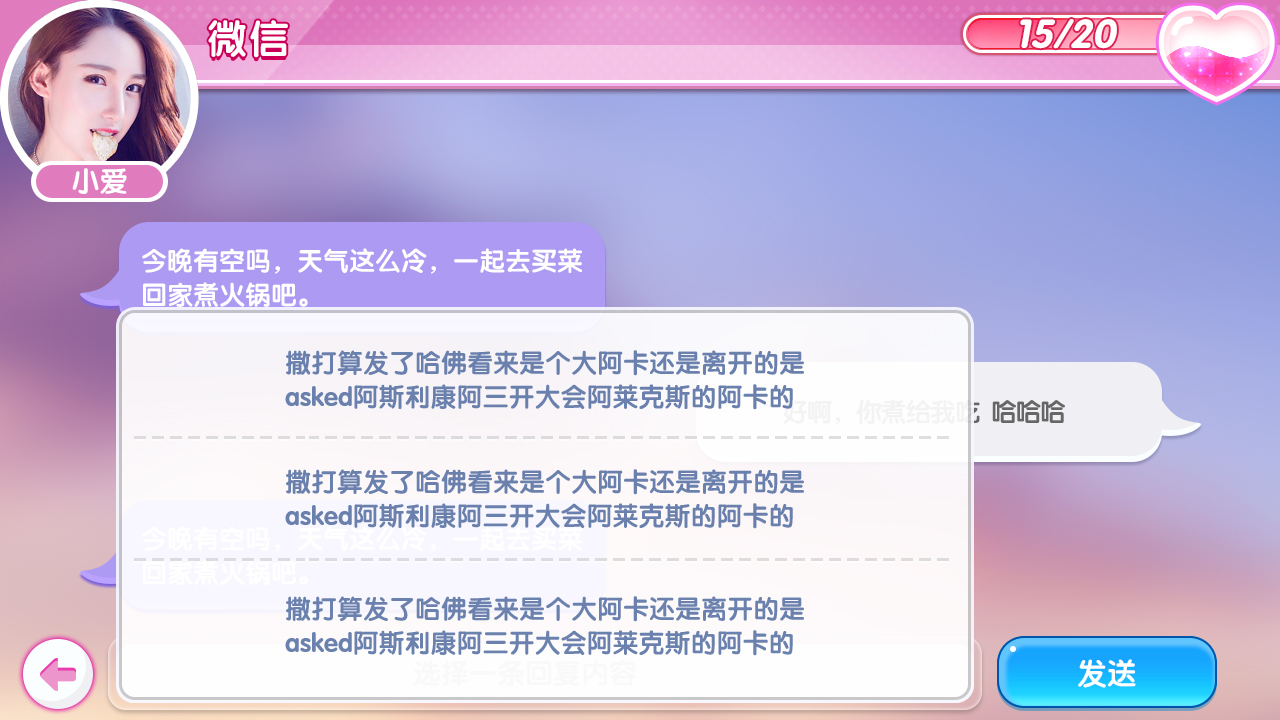 微信
15/20
小爱
今晚有空吗，天气这么冷，一起去买菜
回家煮火锅吧。
撒打算发了哈佛看来是个大阿卡还是离开的是
asked阿斯利康阿三开大会阿莱克斯的阿卡的
好啊，你煮给我吃 哈哈哈
撒打算发了哈佛看来是个大阿卡还是离开的是
asked阿斯利康阿三开大会阿莱克斯的阿卡的
今晚有空吗，天气这么冷，一起去买菜
回家煮火锅吧。
撒打算发了哈佛看来是个大阿卡还是离开的是
asked阿斯利康阿三开大会阿莱克斯的阿卡的
选择一条回复内容
发送